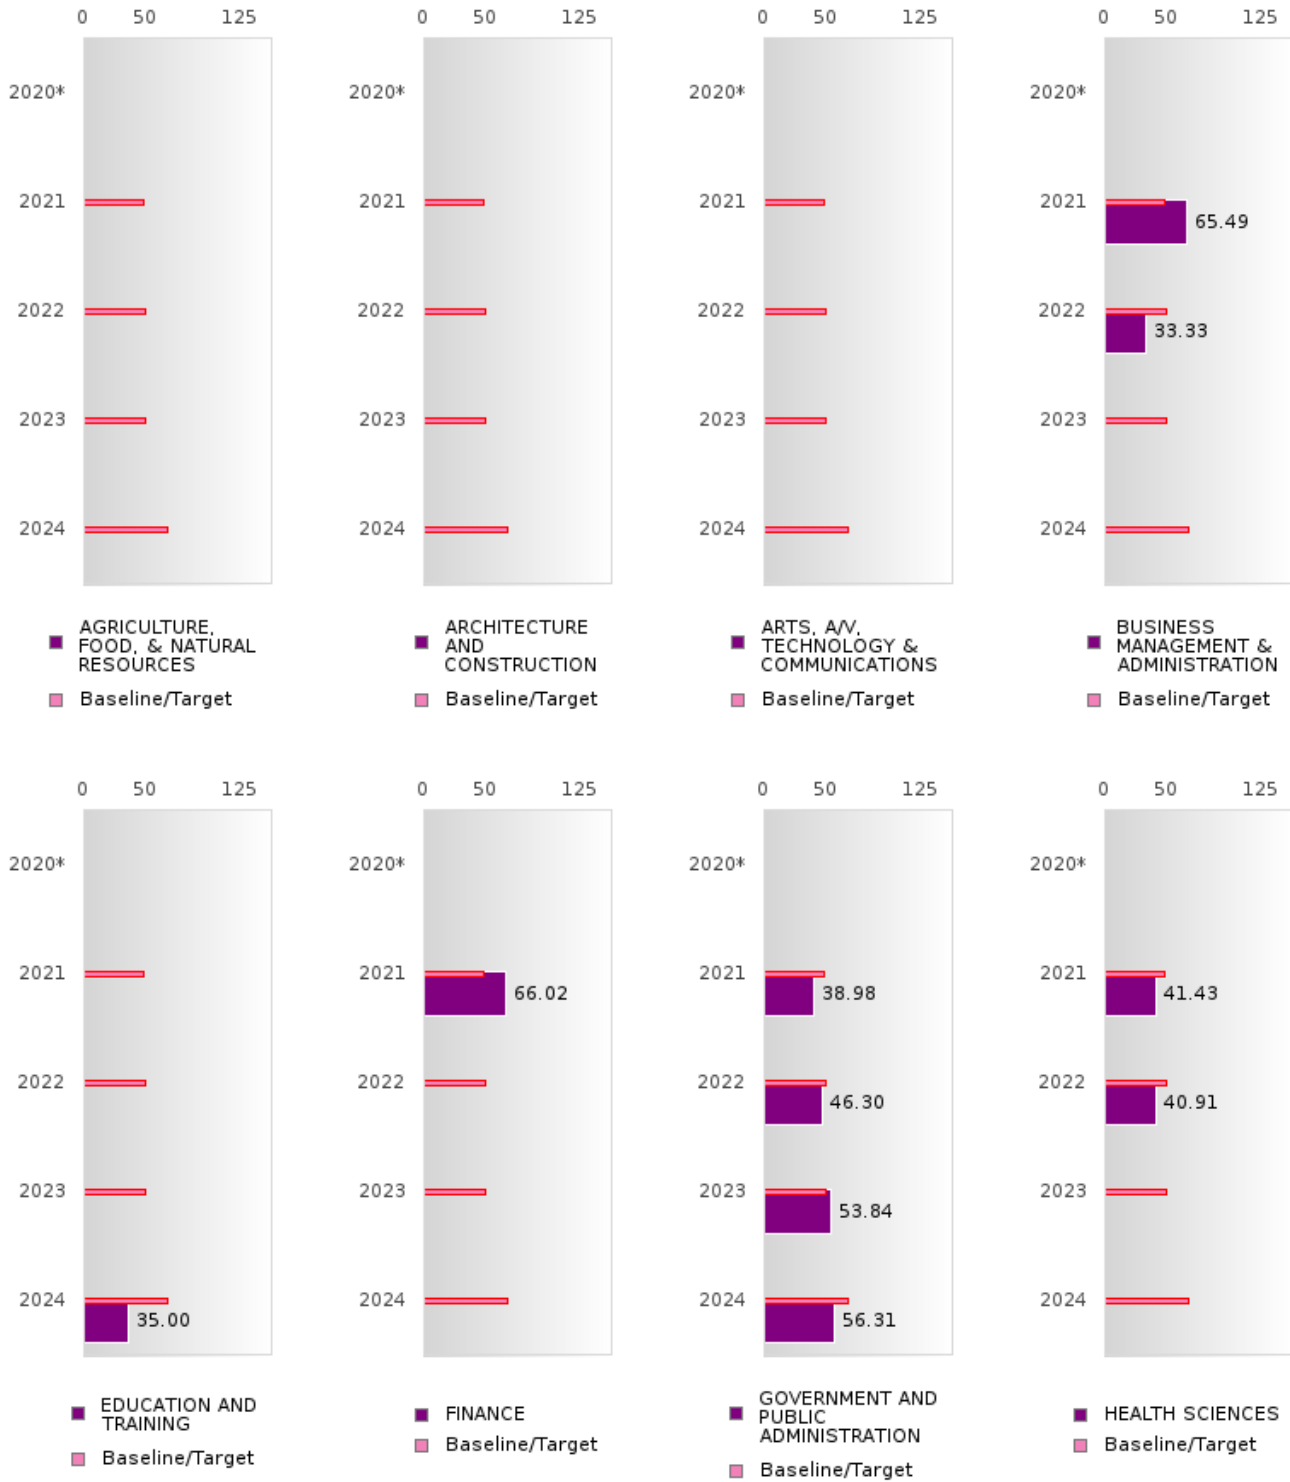 0 50 125
2020*
2021
2022
2023
2024
AGRICULTURE,
FOOD, & NATURAL
RESOURCES
Baseline/Target
0 50 125
2020*
2021
2022
2023
2024
ARCHITECTURE
AND
CONSTRUCTION
Baseline/Target
0 50 125
2020*
2021
2022
2023
2024
ARTS, A/V,
TECHNOLOGY &
COMMUNICATIONS
Baseline/Target
0 50 125
2020*
2021
65.49
2022
33.33
2023
2024
BUSINESS
MANAGEMENT &
ADMINISTRATION
Baseline/Target
0 50 125
2020*
2021
2022
2023
2024
35.00
EDUCATION AND
TRAINING
Baseline/Target
0 50 125
2020*
2021
66.02
2022
2023
2024
FINANCE
Baseline/Target
0 50 125
2020*
2021
38.98
2022
46.30
2023
53.84
2024
56.31
GOVERNMENT AND
PUBLIC
ADMINISTRATION
Baseline/Target
0 50 125
2020*
2021
41.43
2022
40.91
2023
2024
HEALTH SCIENCES
Baseline/Target